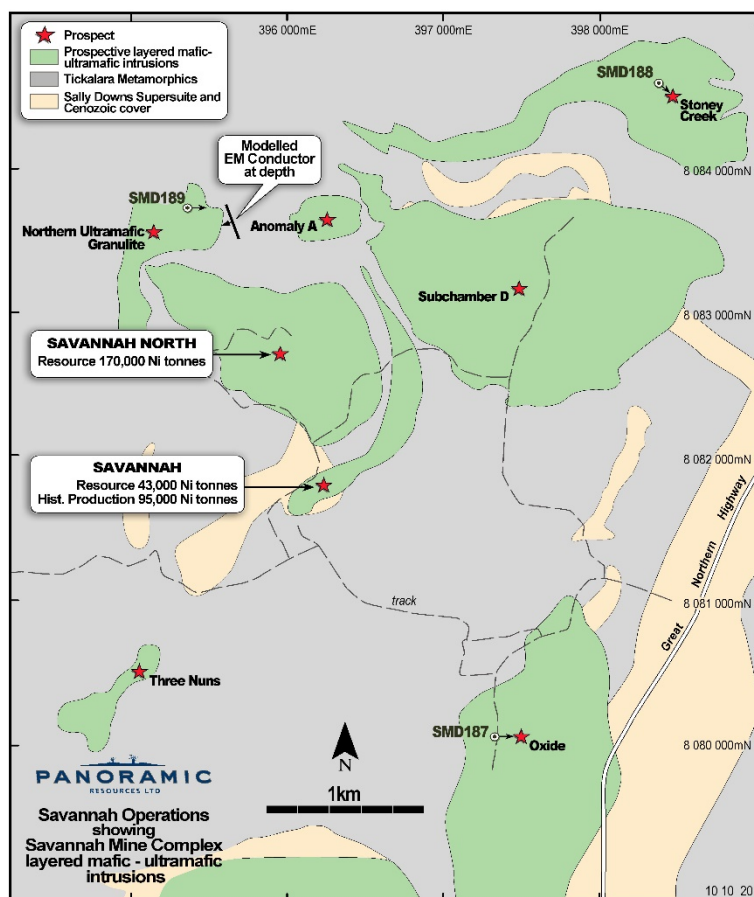 396 000mE
397 000mE
398 000mE
Prospect
Prospective layered mafic-
ultramafic intrusions
Tickalara Metamorphics
Sally Downs Supersuite and
Cenozoic cover
SMD188
Stoney
Creek
8 084 000mN
Modelled
EM Conductor
at depth
SMD189
Northern Ultramafic
Granulite
Anomaly A
Subchamber D
8 083 000mN
SAVANNAH NORTH
Resource 170,000 Ni tonnes
8 082 000mN
SAVANNAH
Resource 43,000 Ni tonnes
Hist. Production 95,000 Ni tonnes
Great Northern Highway
track
8 081 000mN
Three Nuns
SMD187
Oxide
8 080 000mN
N
1km
PANORAMIC
RESOURCES LTD
Savannah Operations
showing
Savannah Mine Complex
layered mafic - ultramafic
intrusions
10 10 20